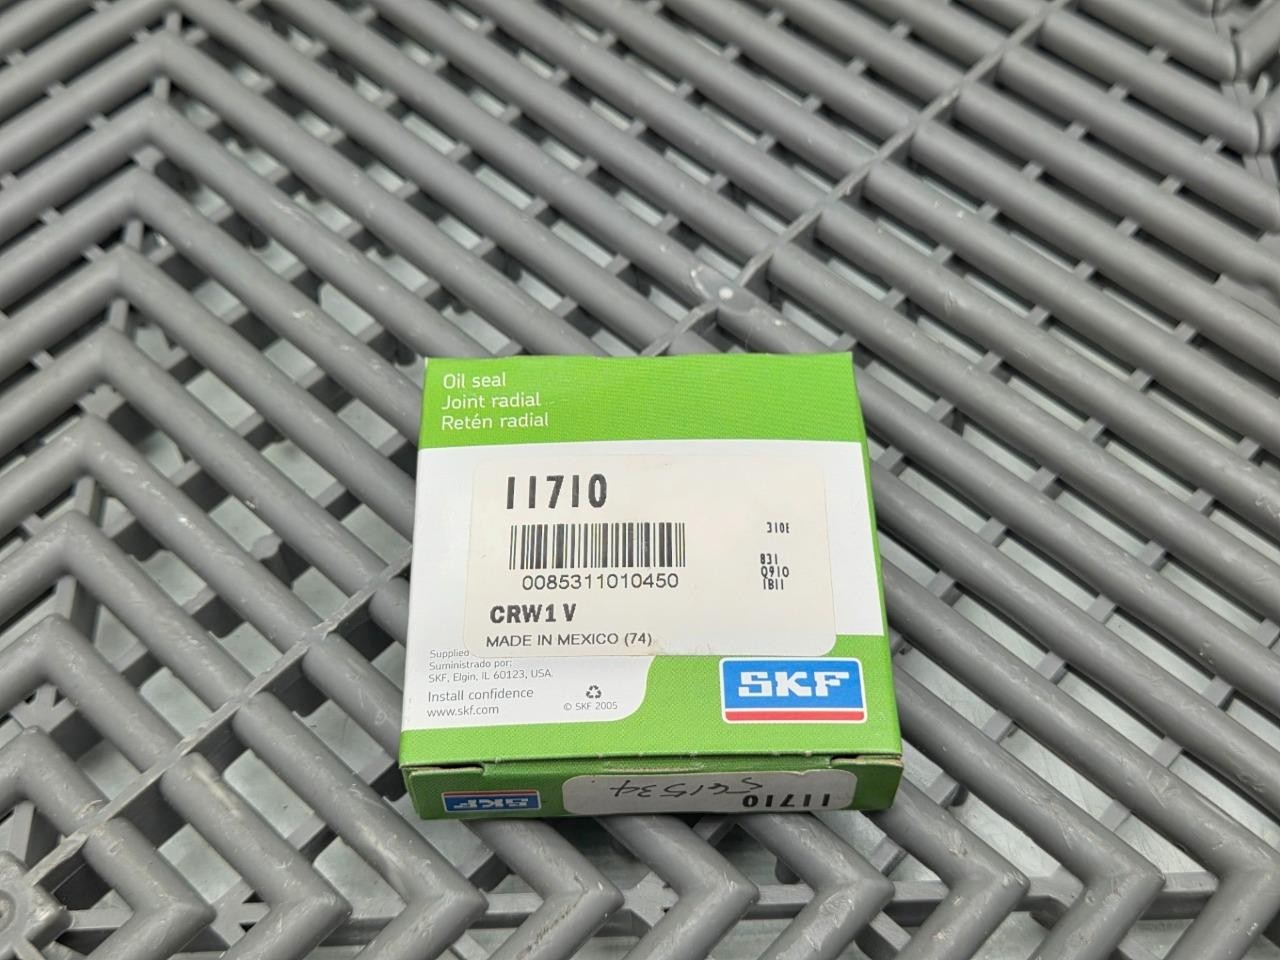 Oil seal
Joint radial
Retén radial
11710
310E
831
Q910
1B11
0085311010450
CRW1 V
MADE IN MEXICO (74)
Supplied
Suministrado por:
SKF, Elgin, IL 60123, USA.
Install confidence
www.skf.com
© SKF 2005
SKF
SKF
11710